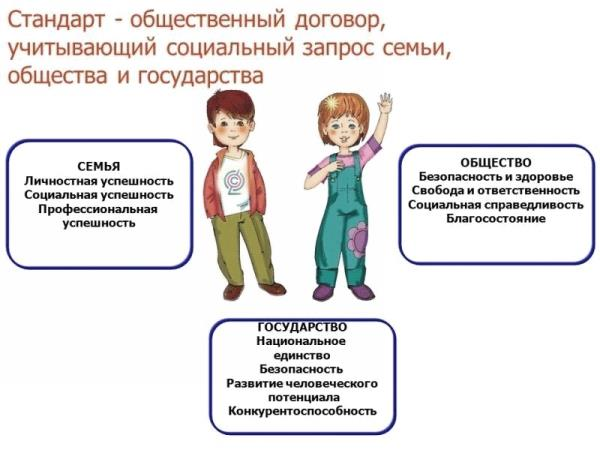 Стандарт - общественный договор,
учитывающий социальный запрос семьи,
общества и государства
СЕМЬЯ
Личностная успешность
Социальная успешность
Профессиональная
успешность
ОБЩЕСТВО
Безопасность и здоровье
Свобода и ответственность
Социальная справедливость
Благосостояние
ГОСУДАРСТВО
Национальное
единство
Безопасность
Развитие человеческого
потенциала
Конкурентоспособность